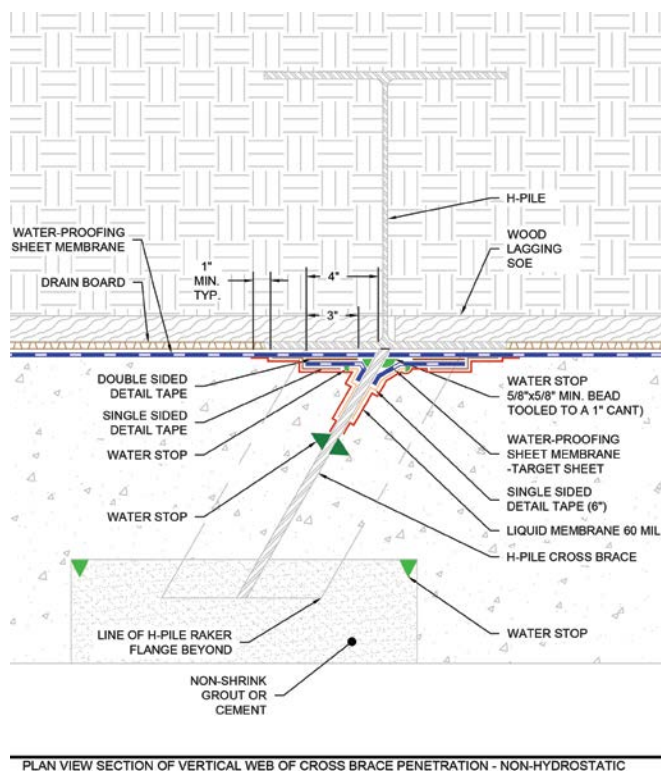 H-PILE
WOOD
LAGGING
SOE
WATER-PROOFING
SHEET MEMBRANE
DRAIN BOARD
1"
MIN.
TYP.
4"
3"
DOUBLE SIDED
DETAIL TAPE
SINGLE SIDED
DETAIL TAPE
WATER STOP
WATER STOP
WATER STOP
5/8"x5/8" MIN. BEAD
TOOLED TO A 1" CANT)
WATER-PROOFING
SHEET MEMBRANE
-TARGET SHEET
SINGLE SIDED
DETAIL TAPE (6")
LIQUID MEMBRANE 60 MIL
H-PILE CROSS BRACE
WATER STOP
LINE OF H-PILE RAKER
FLANGE BEYOND
NON-SHRINK
GROUT OR
CEMENT
PLAN VIEW SECTION OF VERTICAL WEB OF CROSS BRACE PENETRATION - NON-HYDROSTATIC